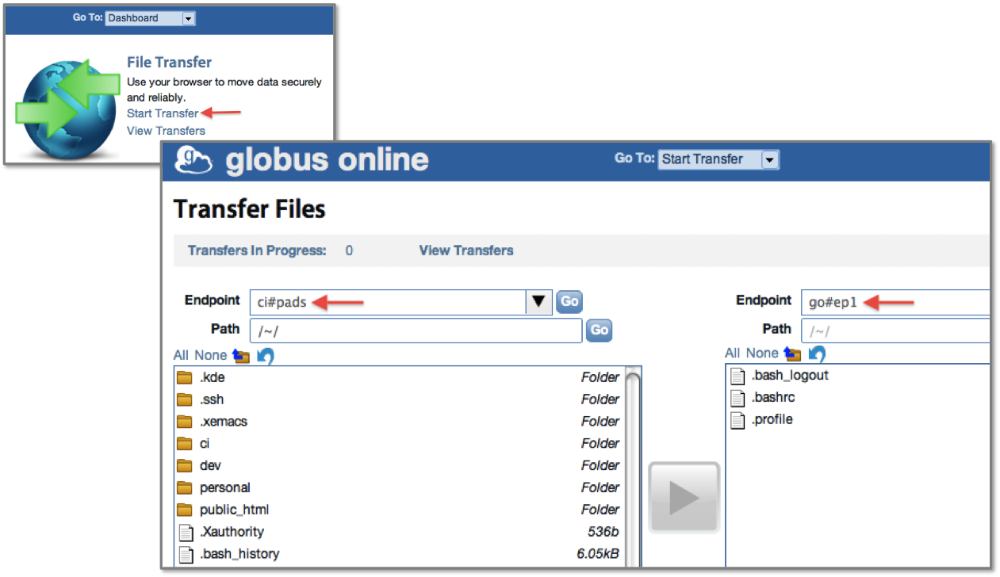 Go To: Dashboard
File Transfer
Use your browser to move data securely
and reliably.
Start Transfer
View Transfers
g globus online
Go To: Start Transfer
Transfer Files
Transfers In Progress: 0 View Transfers
Endpoint ci#pads Go
Path /~/ Go
All None
.kde Folder
.ssh Folder
.xemacs Folder
ci Folder
dev Folder
personal Folder
public_html Folder
.Xauthority 536b
.bash_history 6.05kB
Endpoint go#ep1
Path /~/
All None
.bash_logout
.bashrc
.profile